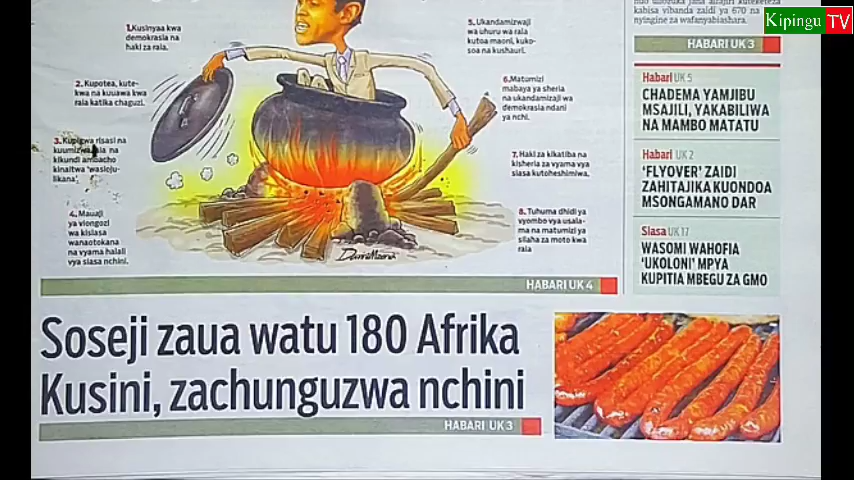 kabisa vibanda zaidi ya 670 na
nyingine za wafanyabiashara.
Kipingu TV
HABARI UK 3
1.Kusinyaa kwa
demokrasia na
haki za raia.
2. Kupotea, kute-
kwa na kuuawa kwa
raia katika chaguzi.
3. Kupigwa risasi na
kuumizwa raia na
kikundi ambacho
kinaitwa 'wasioju-
likana'.
4. Mauaji
ya viongozi
wa kisiasa
wanaotokana
na vyama halali
vya siasa nchini.
5. Ukandamizwaji
wa uhuru wa raia
kutoa maoni, kuko-
soa na kushauri.
6.Matumizi
mabaya ya sheria
na ukandamizaji wa
demokrasia ndani
ya nchi.
7. Haki za kikatiba na
kisheria za vyama vya
siasa kutoheshimiwa.
8. Tuhuma dhidi ya
vyombo vya usala-
ma na matumizi ya
silaha za moto kwa
raia
HABARI UK 4
Habari UK 5
CHADEMA YAMJIBU
MSAJILI, YAKABILIWA
NA MAMBO MATATU
Habari UK 2
'FLYOVER' ZAIDI
ZAHITAJIKA KUONDOA
MSONGAMANO DAR
Siasa UK 17
WASOMI WAHOFIA
'UKOLONI' MPYA
KUPITIA MBEGU ZA GMO
Soseji zaua watu 180 Afrika
Kusini, zachunguzwa nchini
HABARI UK 3